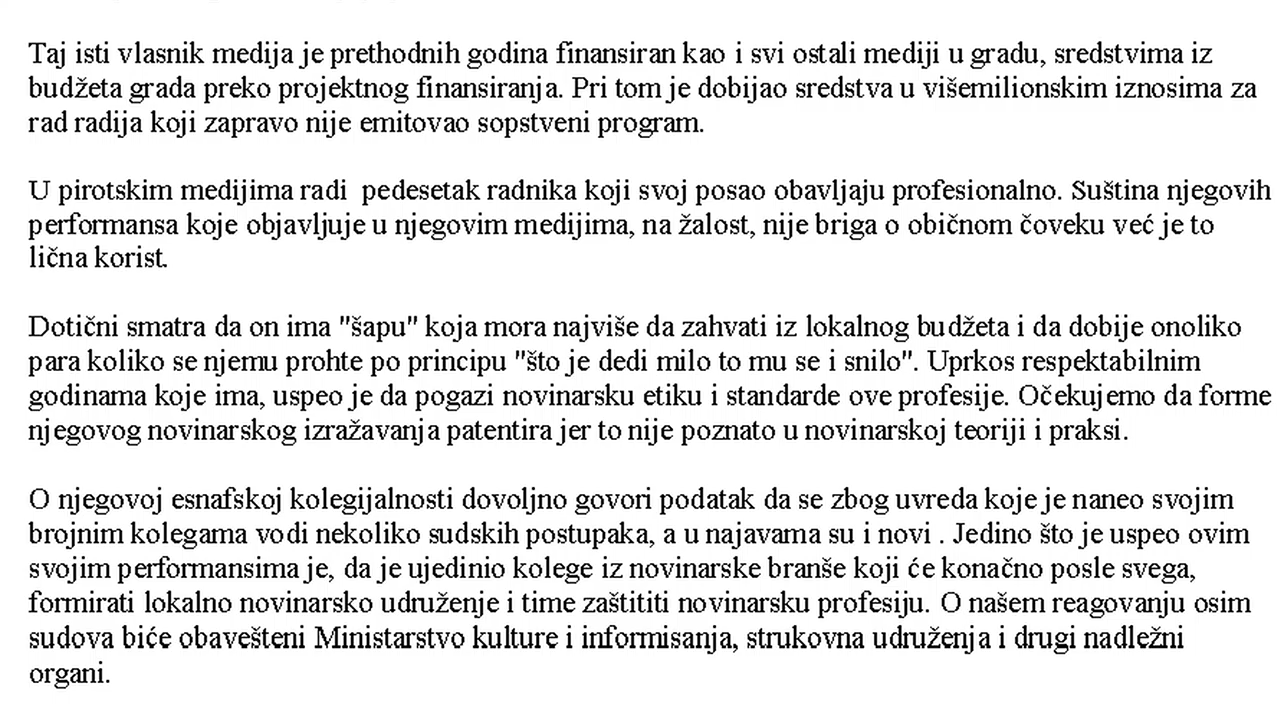 Taj isti vlasnik medija je prethodnih godina finansiran kao i svi ostali mediji u gradu, sredstvima iz
budžeta grada preko projektnog finansiranja. Pri tom je dobijao sredstva u višemilionskim iznosima za
rad radija koji zapravo nije emitovao sopstveni program.
U pirotskim medijima radi pedesetak radnika koji svoj posao obavljaju profesionalno. Suština njegovih
performansa koje objavljuje u njegovim medijima, na žalost, nije briga o običnom čoveku već je to
lična korist.
Dotični smatra da on ima "šapu" koja mora najviše da zahvati iz lokalnog budžeta i da dobije onoliko
para koliko se njemu prohte po principu "što je dedi milo to mu se i snilo". Uprkos respektabilnim
godinama koje ima, uspeo je da pogazi novinarsku etiku i standarde ove profesije. Očekujemo da forme
njegovog novinarskog izražavanja patentira jer to nije poznato u novinarskoj teoriji i praksi.
O njegovoj esnafskoj kolegijalnosti dovoljno govori podatak da se zbog uvreda koje je naneo svojim
brojnim kolegama vodi nekoliko sudskih postupaka, a u najavama su i novi . Jedino što je uspeo ovim
svojim performansima je, da je ujedinio kolege iz novinarske branše koji će konačno posle svega,
formirati lokalno novinarsko udruženje i time zaštititi novinarsku profesiju. O našem reagovanju osim
sudova biće obavešteni Ministarstvo kulture i informisanja, strukovna udruženja i drugi nadležni
organi.